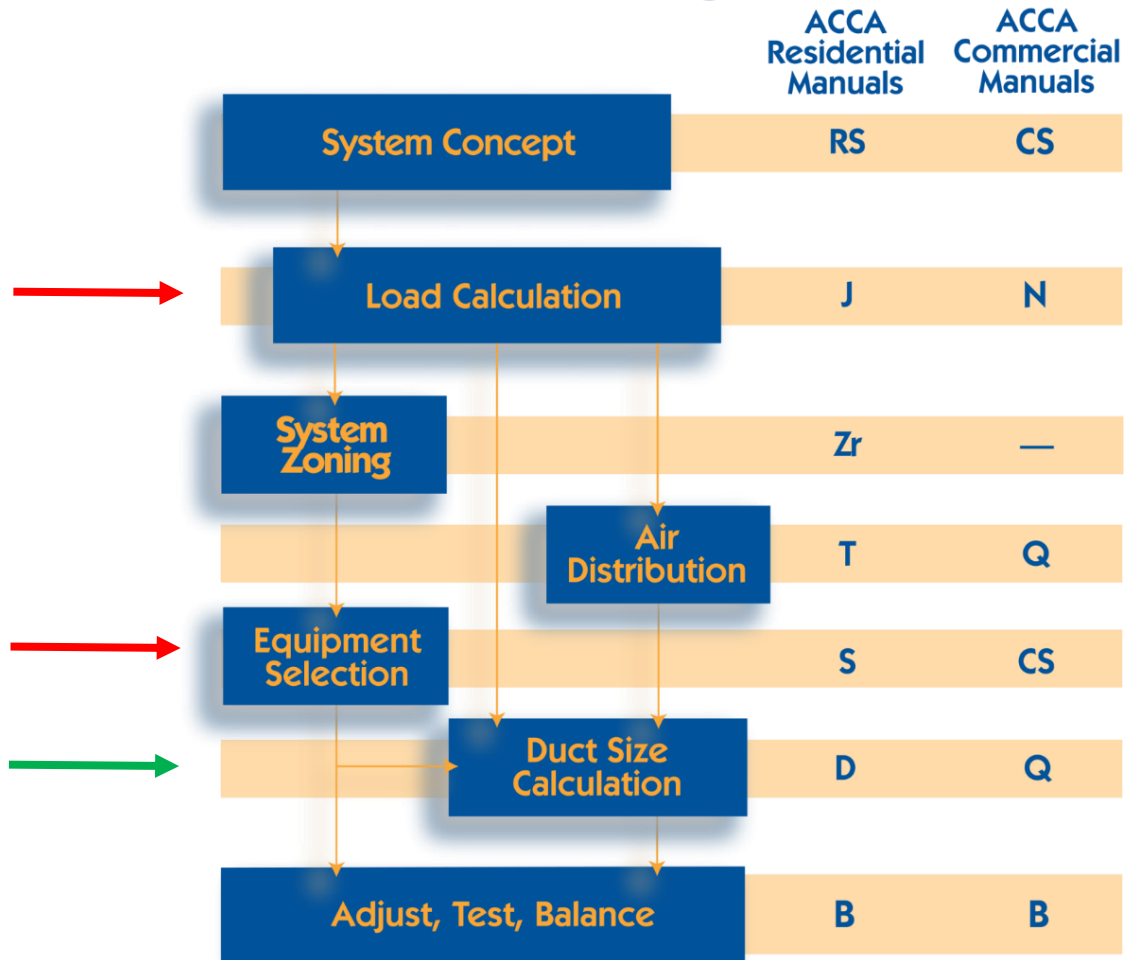 ACCA
Residential
Manuals
ACCA
Commercial
Manuals
System Concept
RS
CS
Load Calculation
J
N
System
Zoning
Zr
—
Air
Distribution
T
Q
Equipment
Selection
S
CS
Duct Size
Calculation
D
Q
Adjust, Test, Balance
B
B